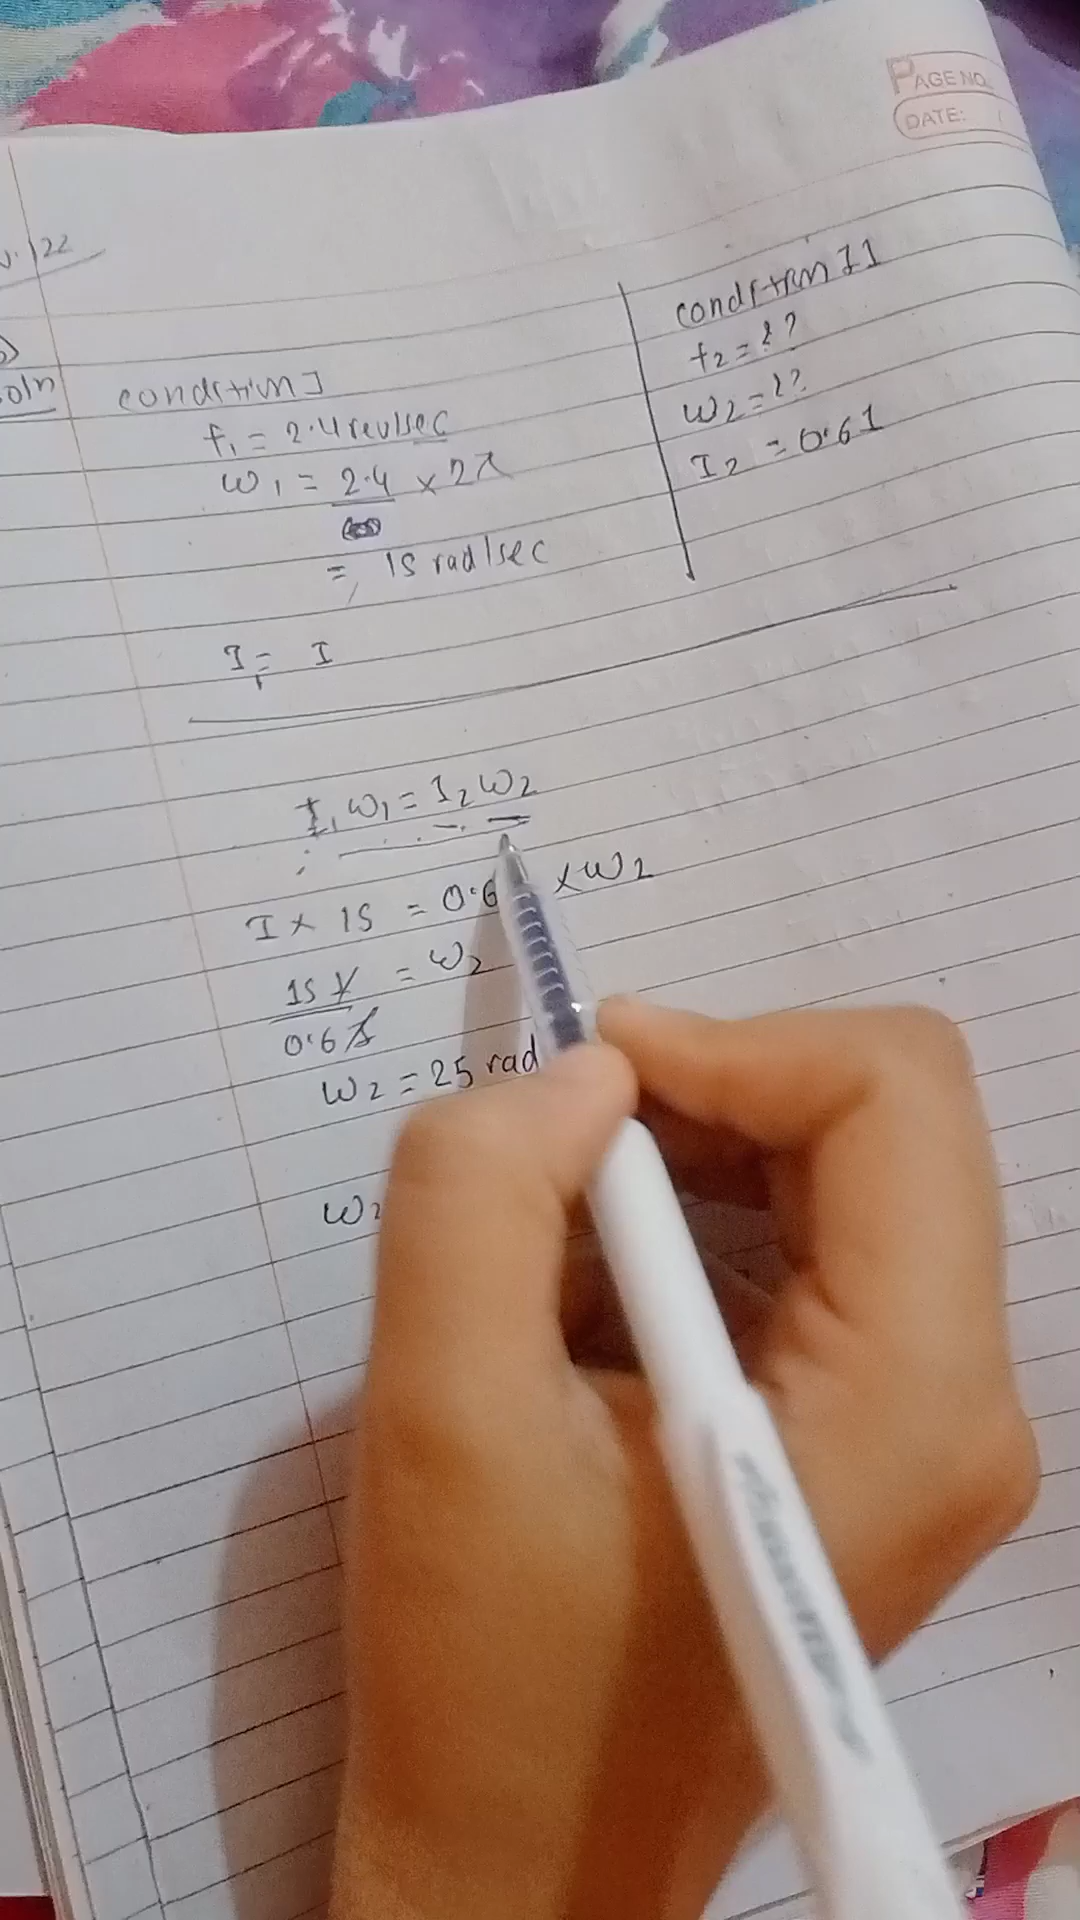 PAGE NO.
DATE:
22
soln
condition I
f₁ = 2.4 rev/sec
ω₁ = 2.4 × 2π
= 15 rad/sec
I₁ = I
condition II
f₂ = ??
ω₂ = ??
I₂ = 0.6I
I₁ω₁ = I₂ω₂
I × 15 = 0.6 × ω₂
15 I = ω₂
0.6 I
ω₂ = 25 rad
ω₂